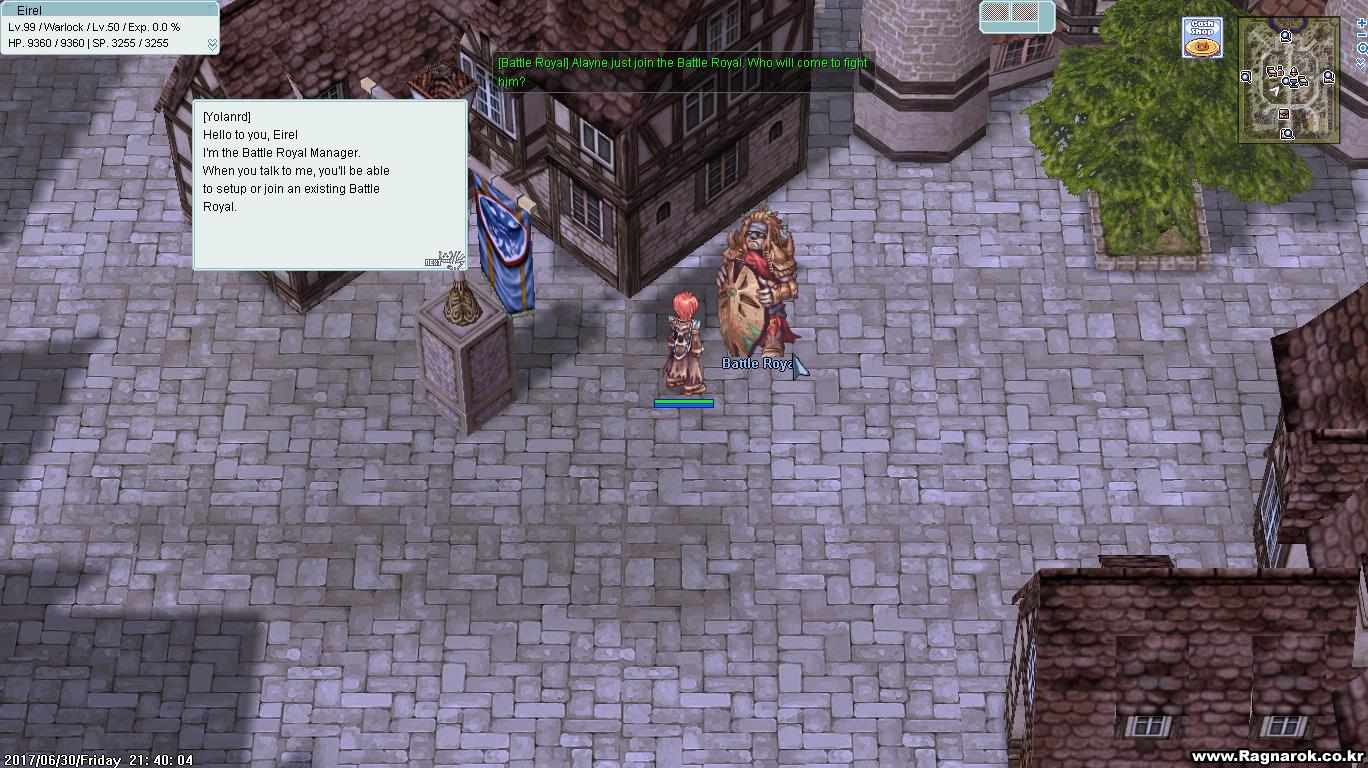 Eirel
Lv.99 / Warlock / Lv.50 / Exp. 0.0 %
HP. 9360 / 9360 | SP. 3255 / 3255
[Battle Royal] Alayne just join the Battle Royal. Who will come to fight
him?
Cash
Shop
[Yolanrd]
Hello to you, Eirel
I'm the Battle Royal Manager.
When you talk to me, you'll be able
to setup or join an existing Battle
Royal.
NEXT
Battle Roya
2017/06/30/Friday 21:40:04
www.Ragnarok.co.kr